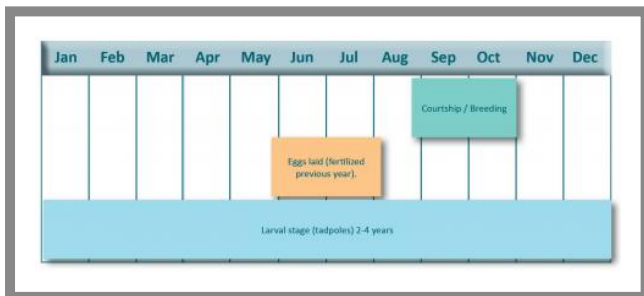 Jan Feb Mar Apr May Jun Jul Aug Sep Oct Nov Dec
Courtship / Breeding
Eggs laid (fertilized
previous year).
Larval stage (tadpoles) 2-4 years